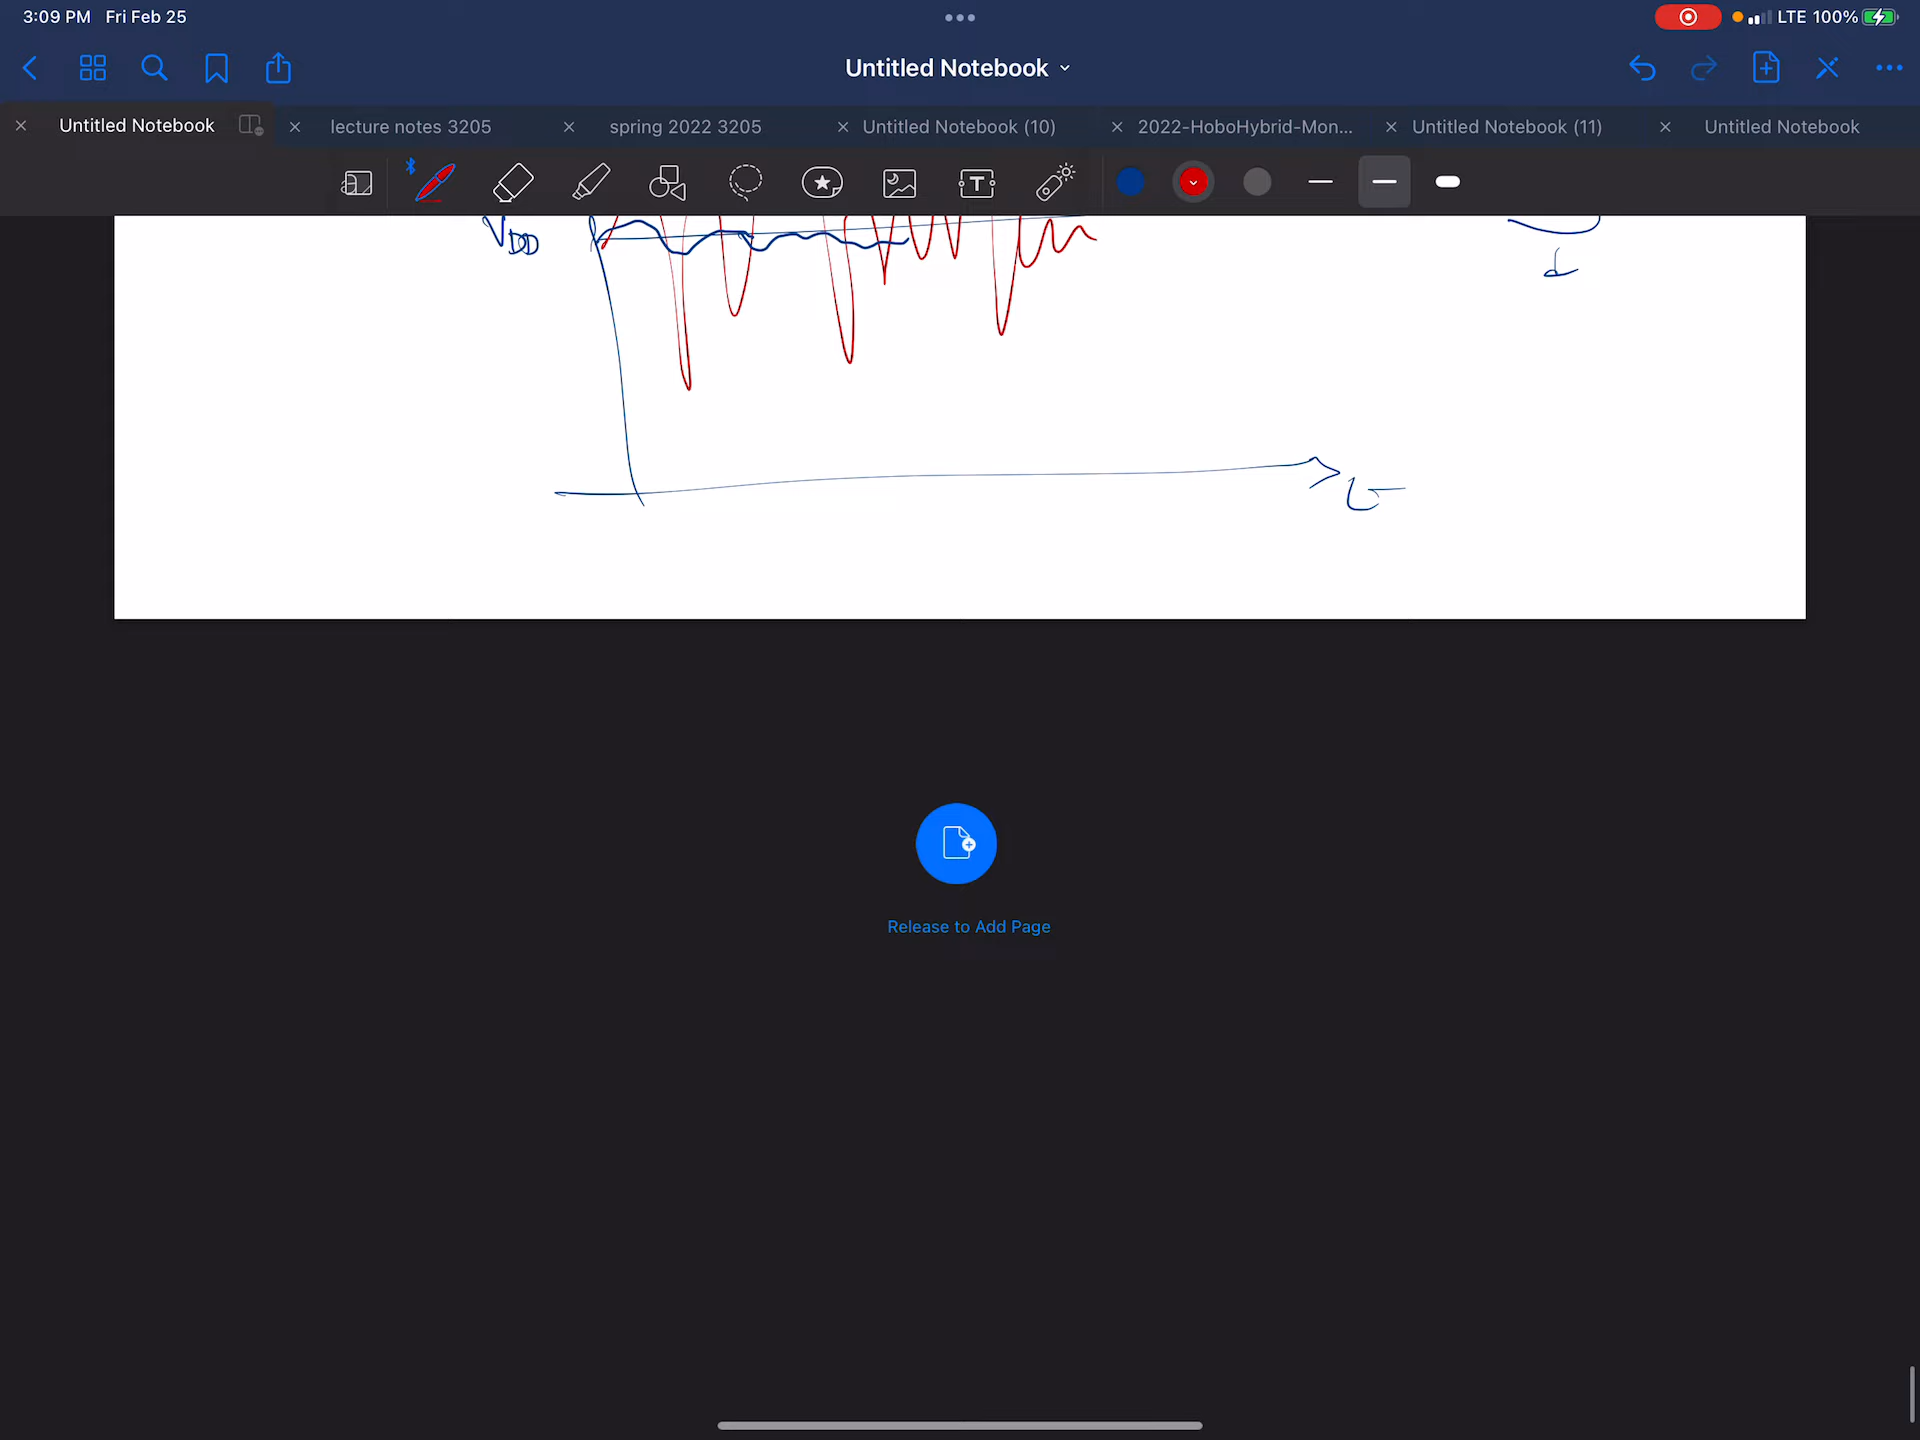 3:09 PM Fri Feb 25
LTE 100%
Untitled Notebook
Untitled Notebook
lecture notes 3205
spring 2022 3205
Untitled Notebook (10)
2022-HoboHybrid-Mon...
Untitled Notebook (11)
Untitled Notebook
T
VDD
t
Release to Add Page